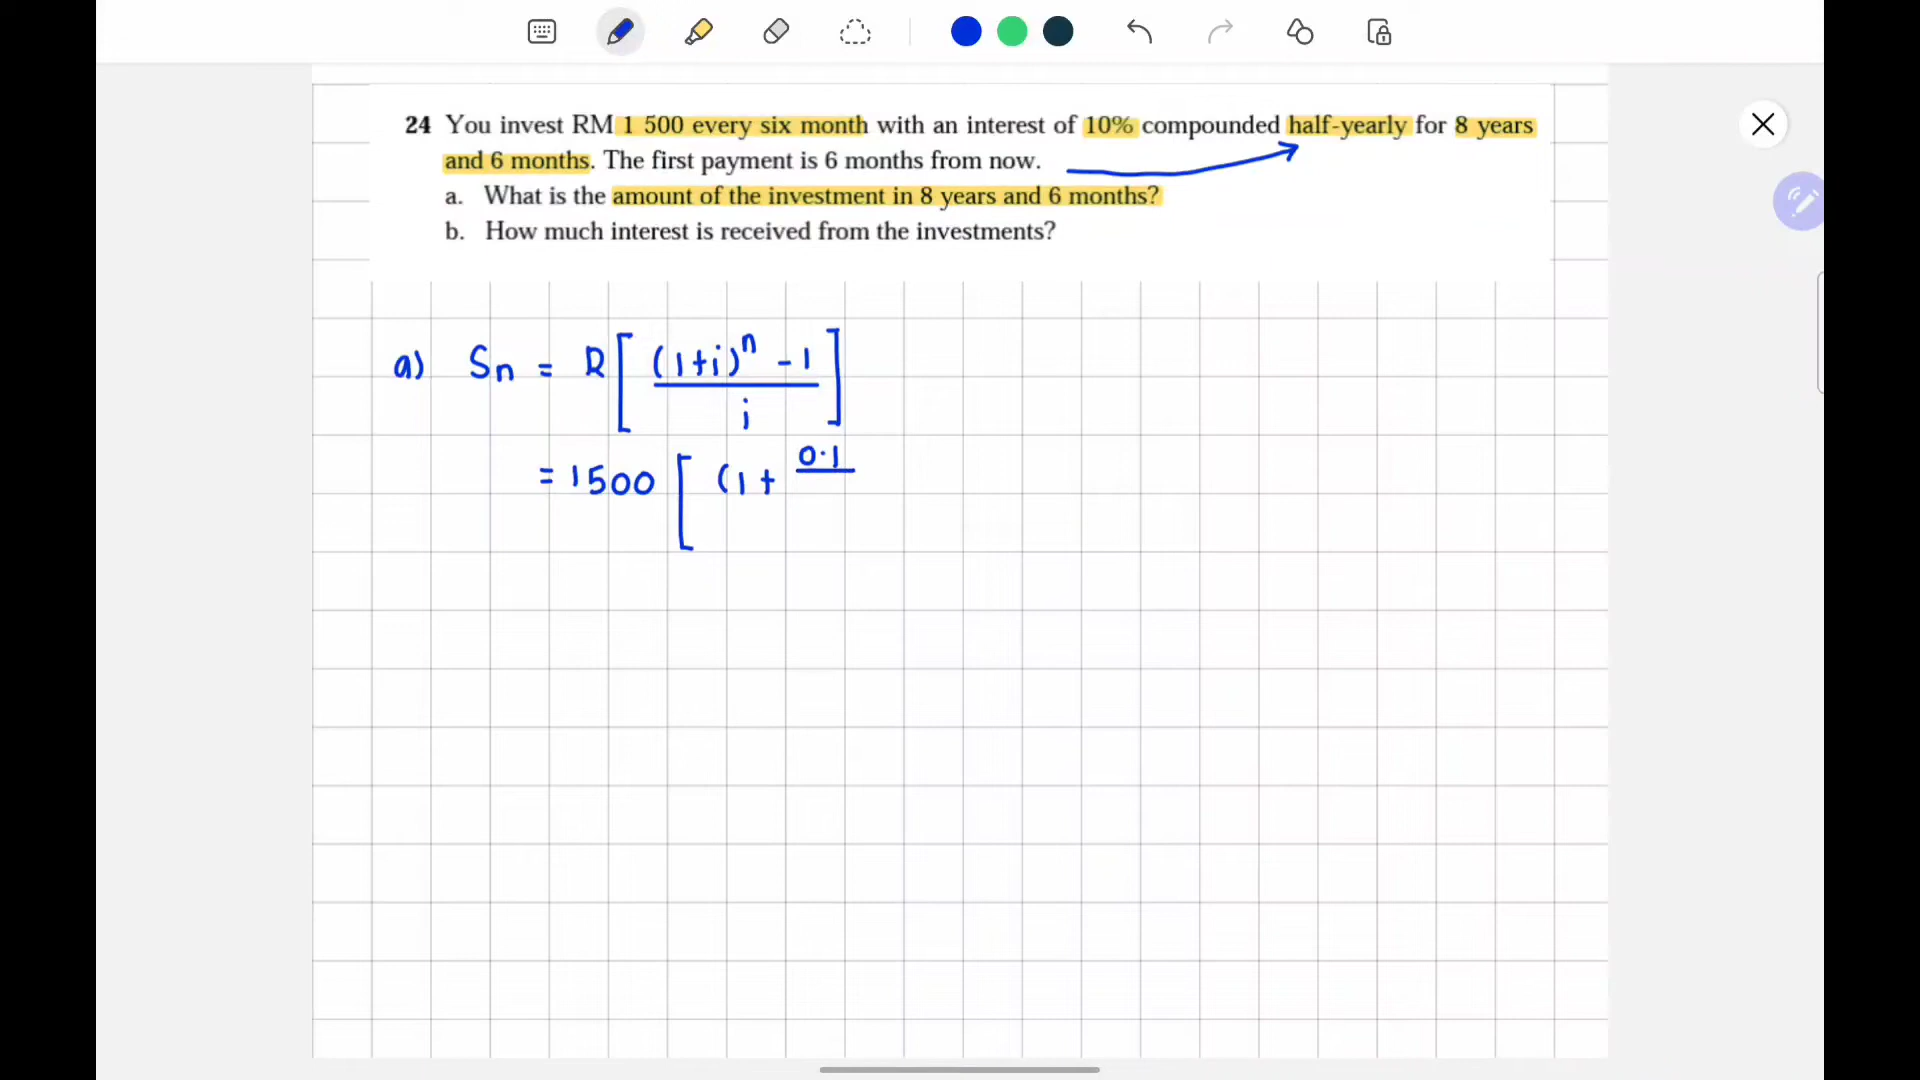 24 You invest RM 1 500 every six month with an interest of 10% compounded half-yearly for 8 years
and 6 months. The first payment is 6 months from now.
a. What is the amount of the investment in 8 years and 6 months?
b. How much interest is received from the investments?
a) Sn = R[ (1+i)^n - 1 / i ]
= 1500 [ (1 + 0.1